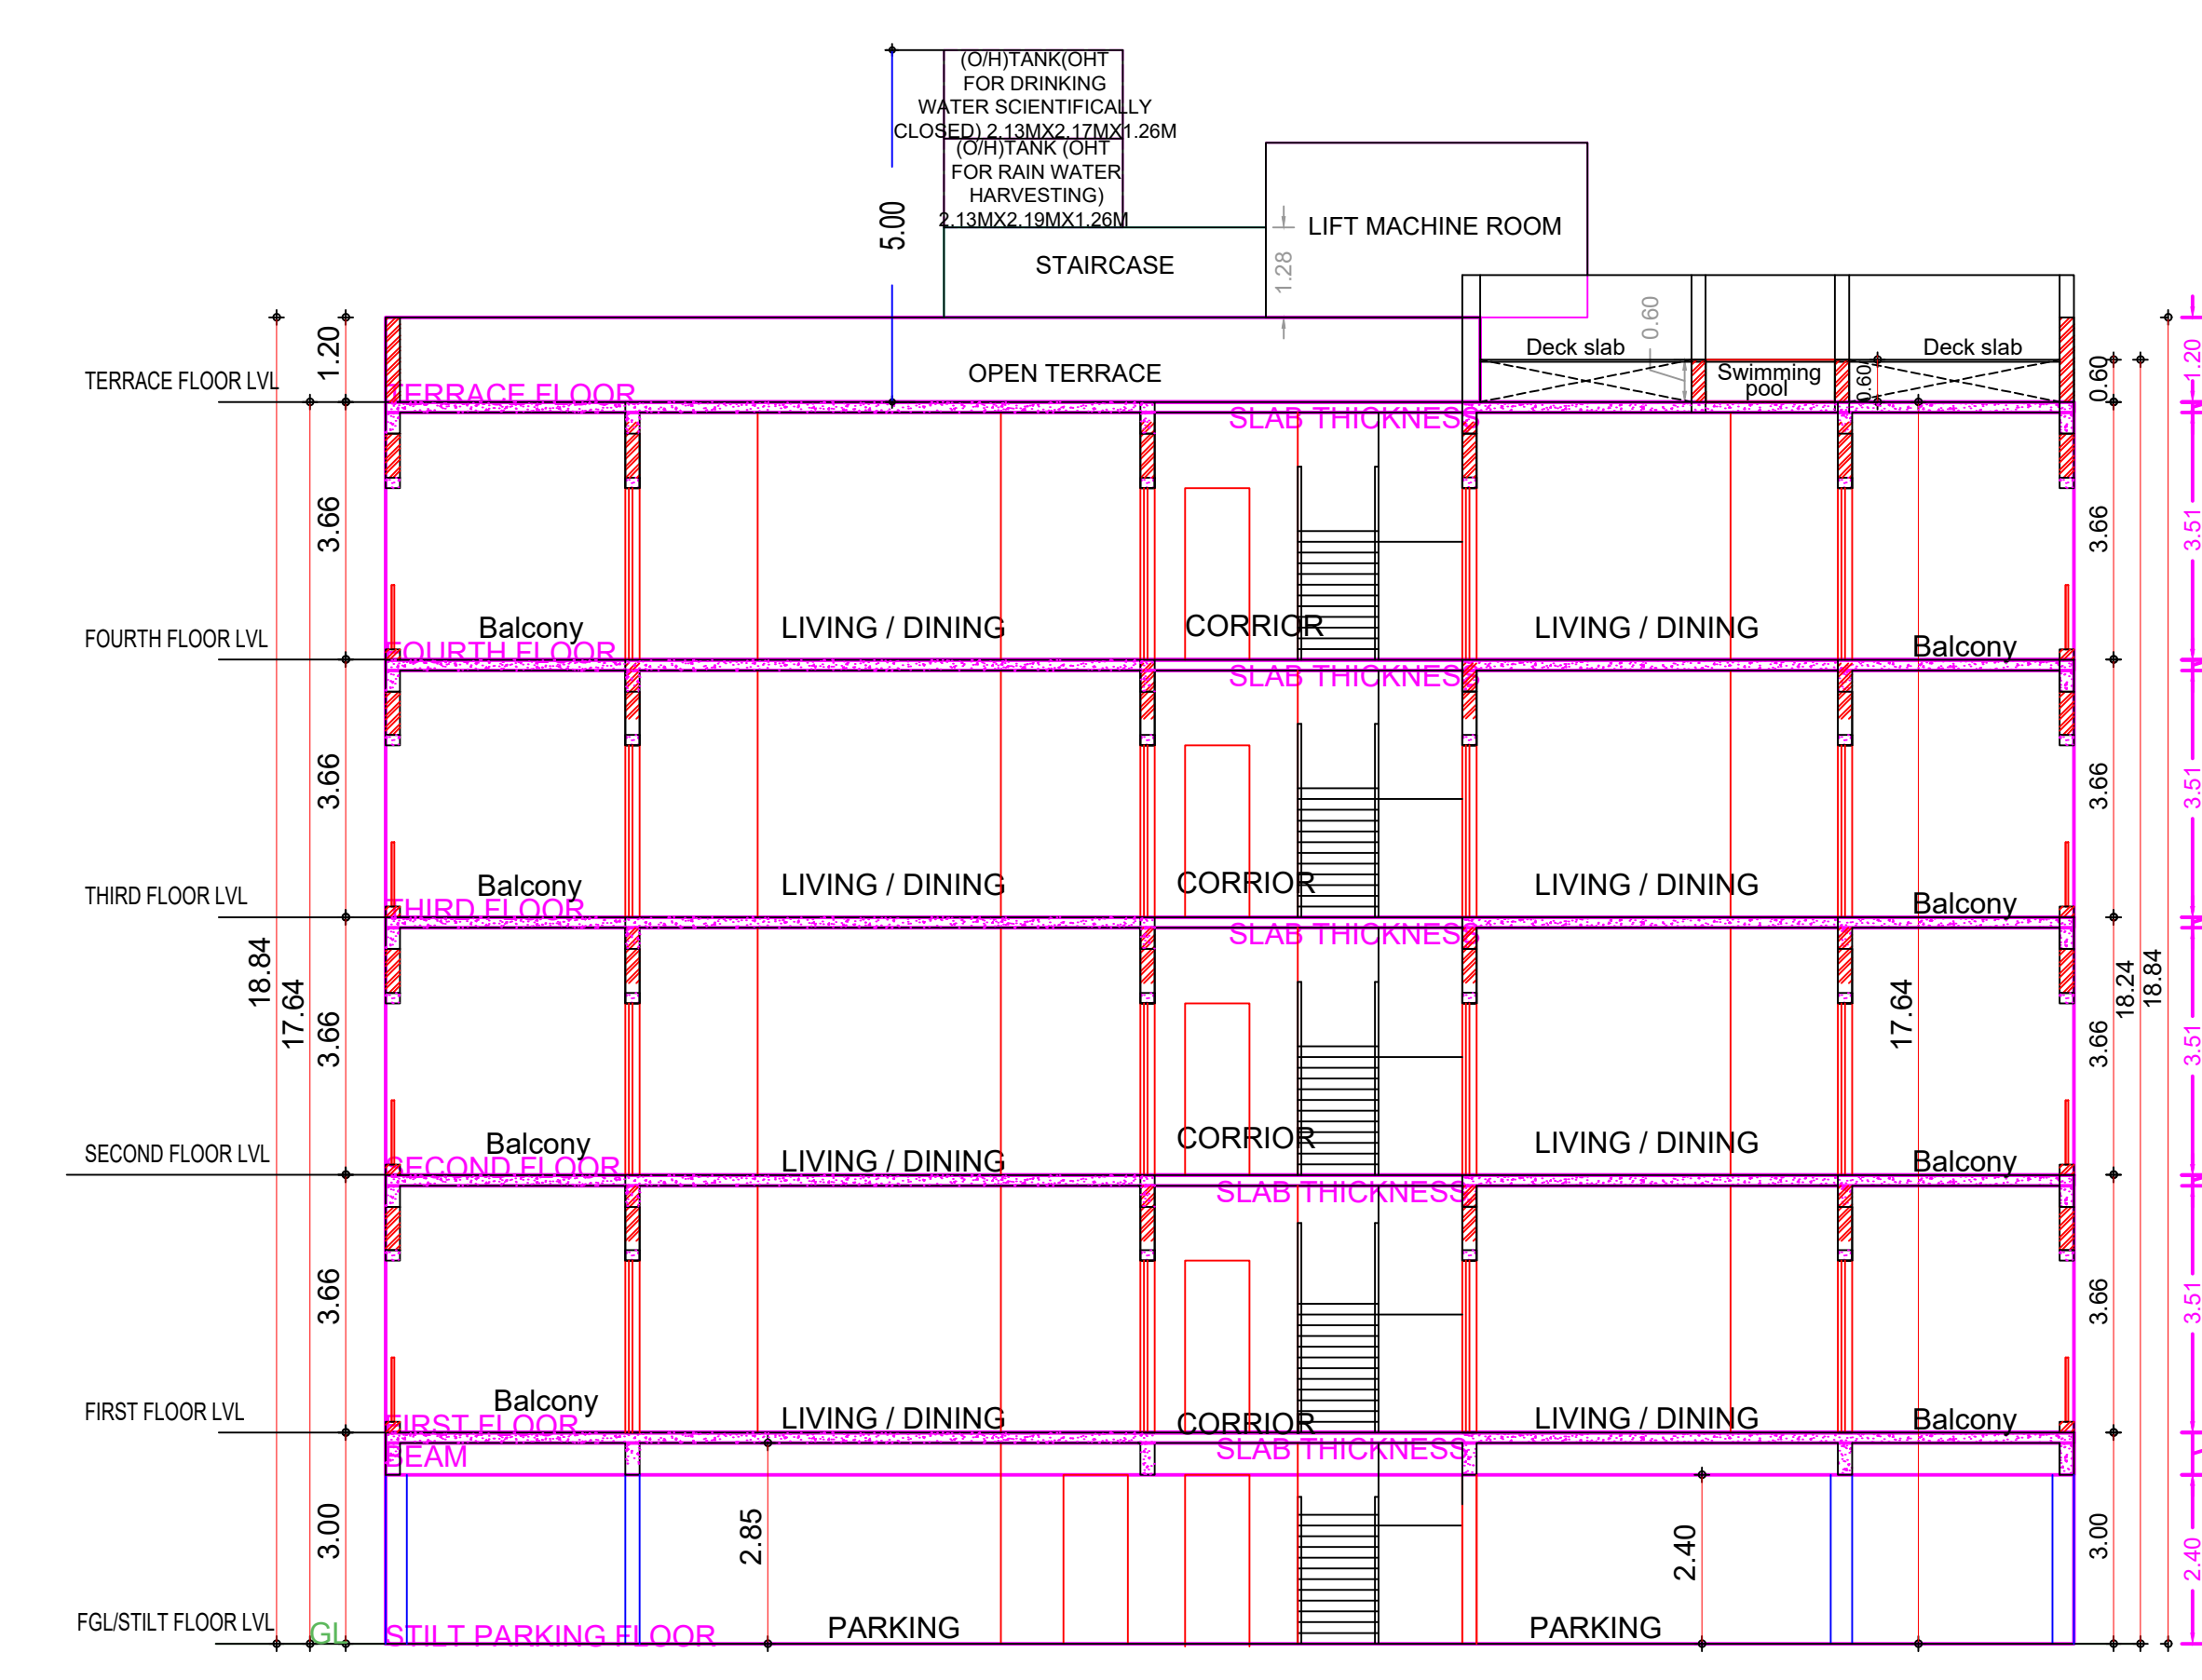 (O/H)TANK(OHT
FOR DRINKING
WATER SCIENTIFICALLY
CLOSED) 2.13MX2.17MX1.26M
(O/H)TANK (OHT
FOR RAIN WATER
HARVESTING)
2.13MX2.19MX1.26M
5.00
LIFT MACHINE ROOM
STAIRCASE
1.28
0.60
1.20
Deck slab
Deck slab
Swimming
pool
0.60
0.60
1.20
OPEN TERRACE
TERRACE FLOOR LVL
TERRACE FLOOR
SLAB THICKNESS
3.66
3.66
3.51
Balcony
LIVING / DINING
CORRIOR
LIVING / DINING
Balcony
FOURTH FLOOR LVL
FOURTH FLOOR
SLAB THICKNESS
3.66
3.66
3.51
Balcony
LIVING / DINING
CORRIOR
LIVING / DINING
Balcony
THIRD FLOOR LVL
THIRD FLOOR
SLAB THICKNESS
18.84
17.64
3.66
17.64
3.66
18.24
18.84
3.51
Balcony
LIVING / DINING
CORRIOR
LIVING / DINING
Balcony
SECOND FLOOR LVL
SECOND FLOOR
SLAB THICKNESS
3.66
3.66
3.51
Balcony
LIVING / DINING
CORRIOR
LIVING / DINING
Balcony
FIRST FLOOR LVL
FIRST FLOOR
SLAB THICKNESS
BEAM
3.00
2.85
2.40
3.00
2.40
PARKING
PARKING
FGL/STILT FLOOR LVL
GL
STILT PARKING FLOOR